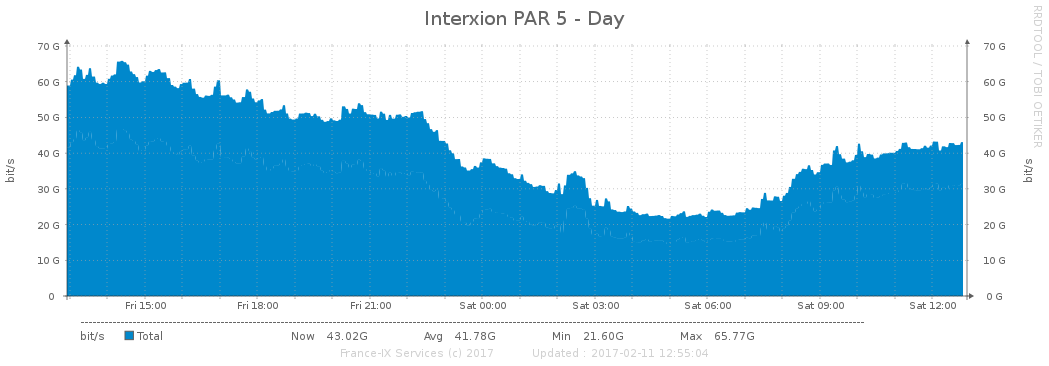 Interxion PAR 5 - Day
RRDTOOL / TOBI OETIKER
bit/s
bit/s
70 G 70 G
60 G 60 G
50 G 50 G
40 G 40 G
30 G 30 G
20 G 20 G
10 G 10 G
0 0 G
Fri 15:00 Fri 18:00 Fri 21:00 Sat 00:00 Sat 03:00 Sat 06:00 Sat 09:00 Sat 12:00
bit/s Total Now 43.02G Avg 41.78G Min 21.60G Max 65.77G
France-IX Services (c) 2017 Updated : 2017-02-11 12:55:04